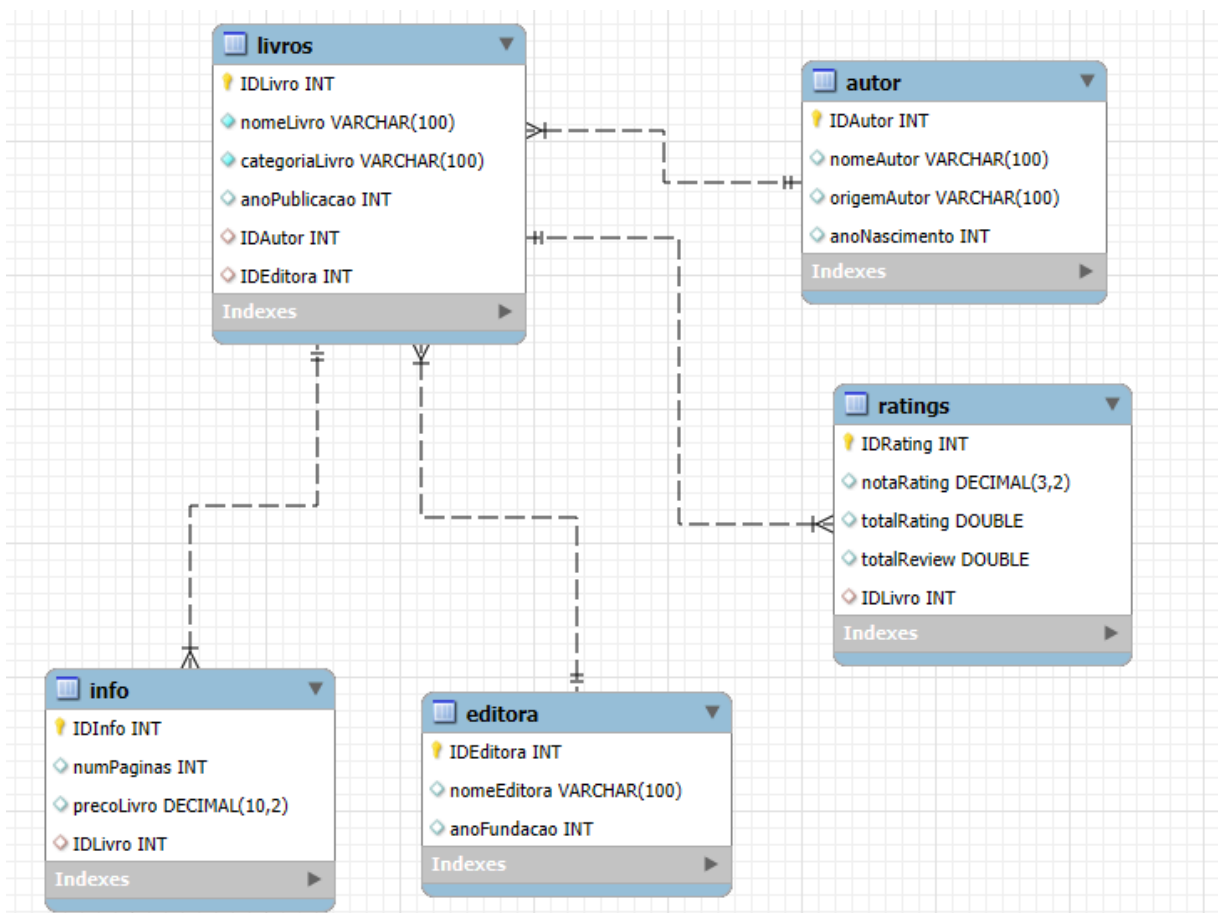 livros
IDLivro INT
nomeLivro VARCHAR(100)
categoriaLivro VARCHAR(100)
anoPublicacao INT
IDAutor INT
IDEditora INT
Indexes
autor
IDAutor INT
nomeAutor VARCHAR(100)
origemAutor VARCHAR(100)
anoNascimento INT
Indexes
ratings
IDRating INT
notaRating DECIMAL(3,2)
totalRating DOUBLE
totalReview DOUBLE
IDLivro INT
Indexes
info
IDInfo INT
numPaginas INT
precoLivro DECIMAL(10,2)
IDLivro INT
Indexes
editora
IDEditora INT
nomeEditora VARCHAR(100)
anoFundacao INT
Indexes